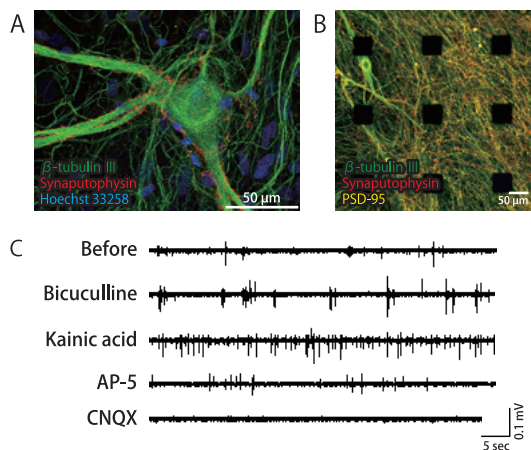 A
β-tubulin III
Synaputophysin
Hoechst 33258
50 μm
B
β-tubulin III
Synaputophysin
PSD-95
50 μm
C
Before
Bicuculline
Kainic acid
AP-5
CNQX
0.1 mV
5 sec